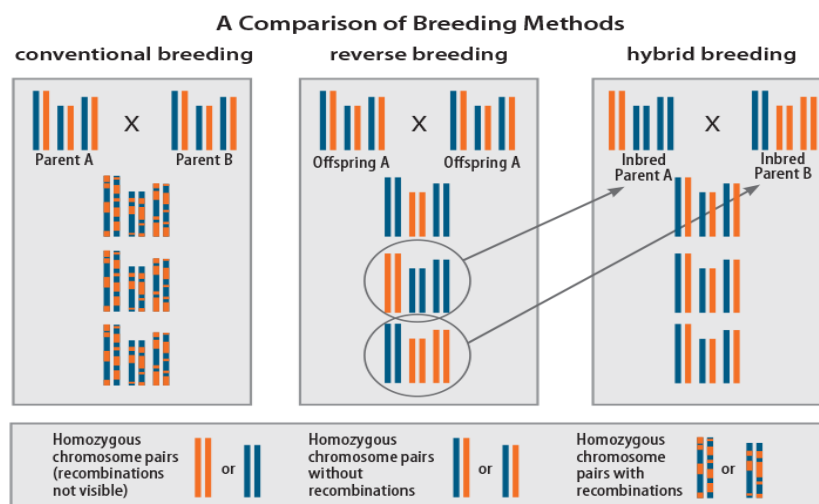 A Comparison of Breeding Methods
conventional breeding
reverse breeding
hybrid breeding
X
Parent A
Parent B
X
Offspring A
Offspring A
X
Inbred
Parent A
Inbred
Parent B
Homozygous
chromosome pairs
(recombinations
not visible)
or
Homozygous
chromosome pairs
without
recombinations
or
Homozygous
chromosome
pairs with
recombinations
or